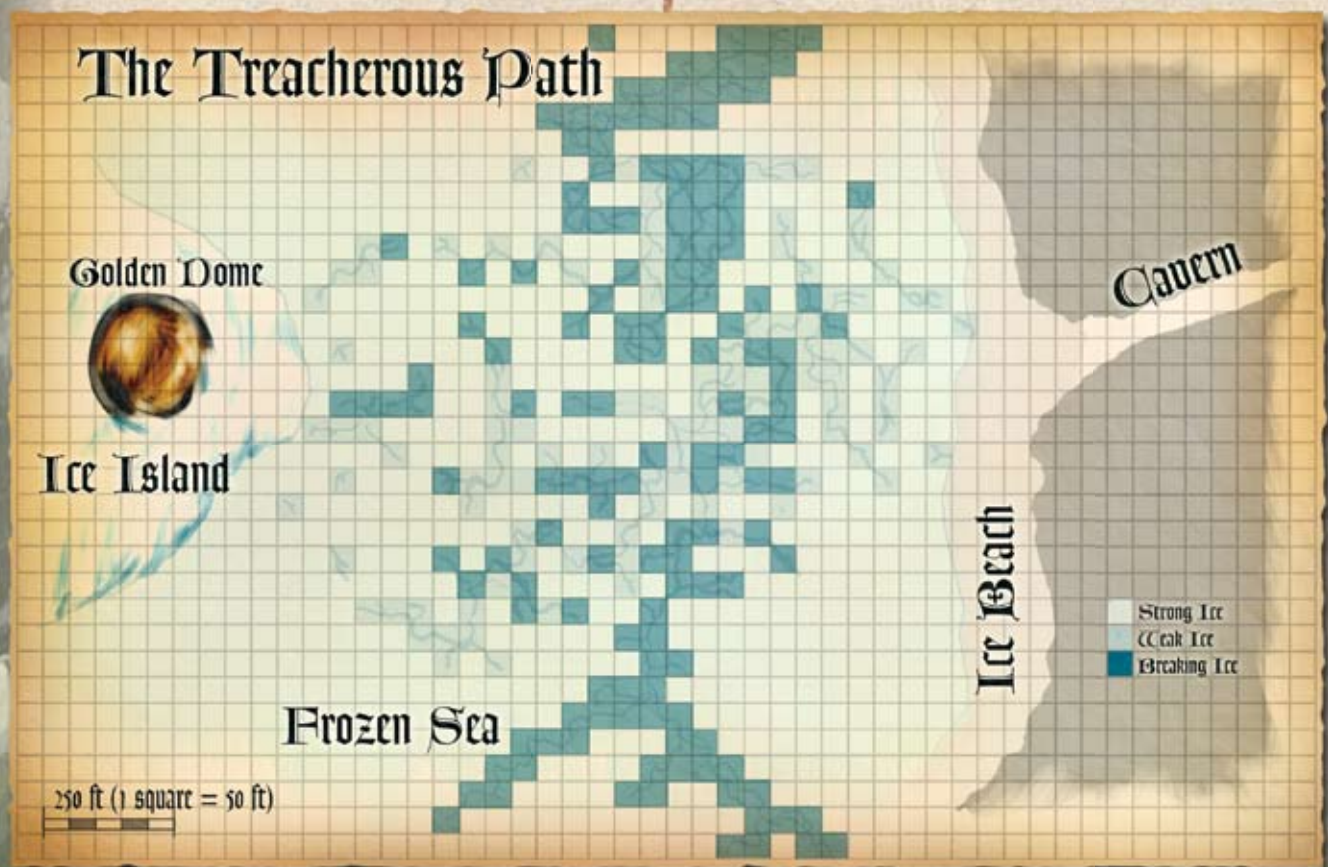 The Treacherous Path
Golden Dome
Cavern
Ice Island
Ice Beach
Strong Ice
Weak Ice
Breaking Ice
Frozen Sea
250 ft (1 square = 50 ft)